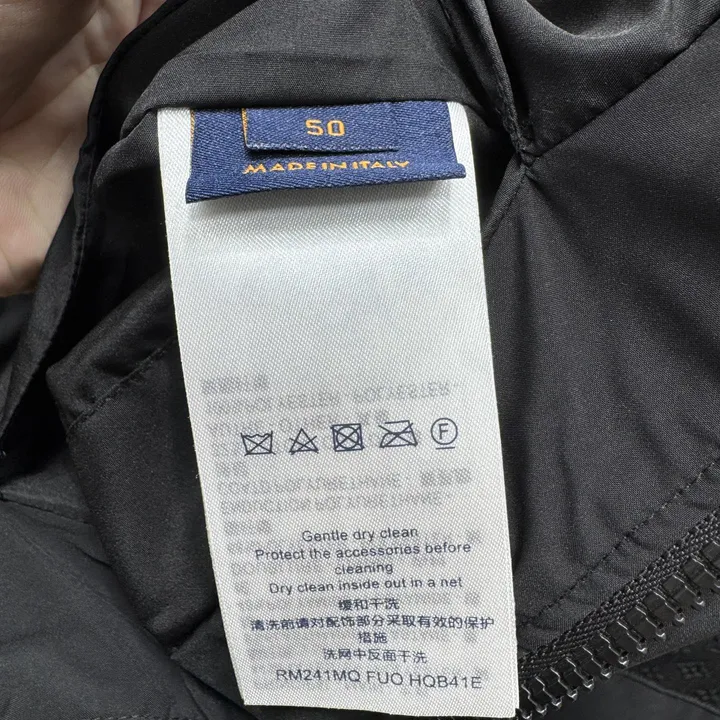 50
MADE IN ITALY
F
Gentle dry clean
Protect the accessories before
cleaning
Dry clean inside out in a net
缓和干洗
清洗前请对配饰部分采取有效的保护
措施
洗网中反面干洗
RM241MQ FUO HQB41E